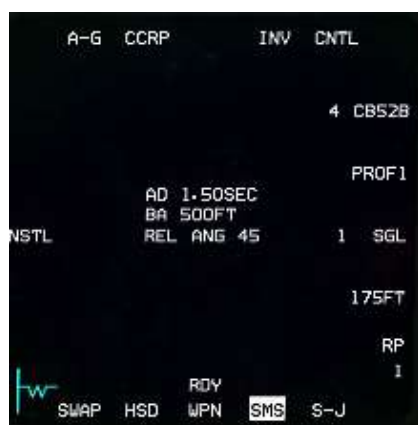 A-G CCRP INV CNTL
4 CB52B
PROF1
AD 1.50SEC
BA 500FT
NSTL REL ANG 45 1 SGL
175FT
RP
1
RDY
SWAP HSD WPN SMS S-J